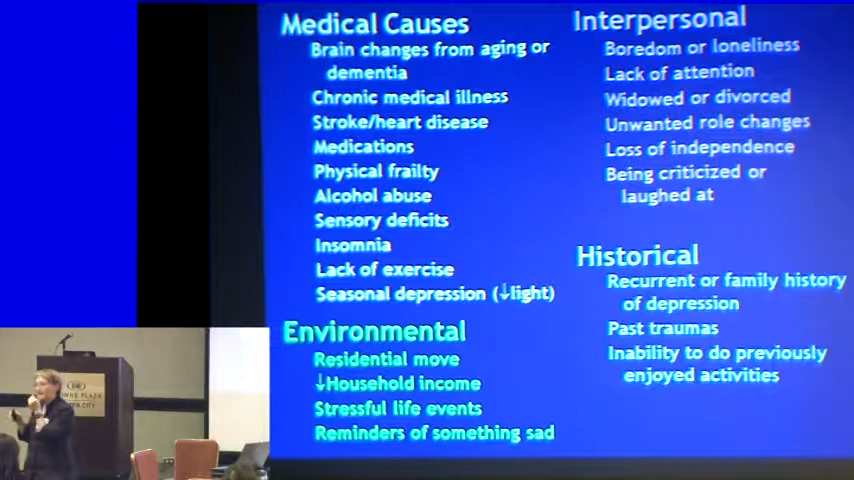 Medical Causes
Brain changes from aging or
dementia
Chronic medical illness
Stroke/heart disease
Medications
Physical frailty
Alcohol abuse
Sensory deficits
Insomnia
Lack of exercise
Seasonal depression (↓light)
Environmental
Residential move
↓Household income
Stressful life events
Reminders of something sad
Interpersonal
Boredom or loneliness
Lack of attention
Widowed or divorced
Unwanted role changes
Loss of independence
Being criticized or
laughed at
Historical
Recurrent or family history
of depression
Past traumas
Inability to do previously
enjoyed activities
PLAZA
CITY